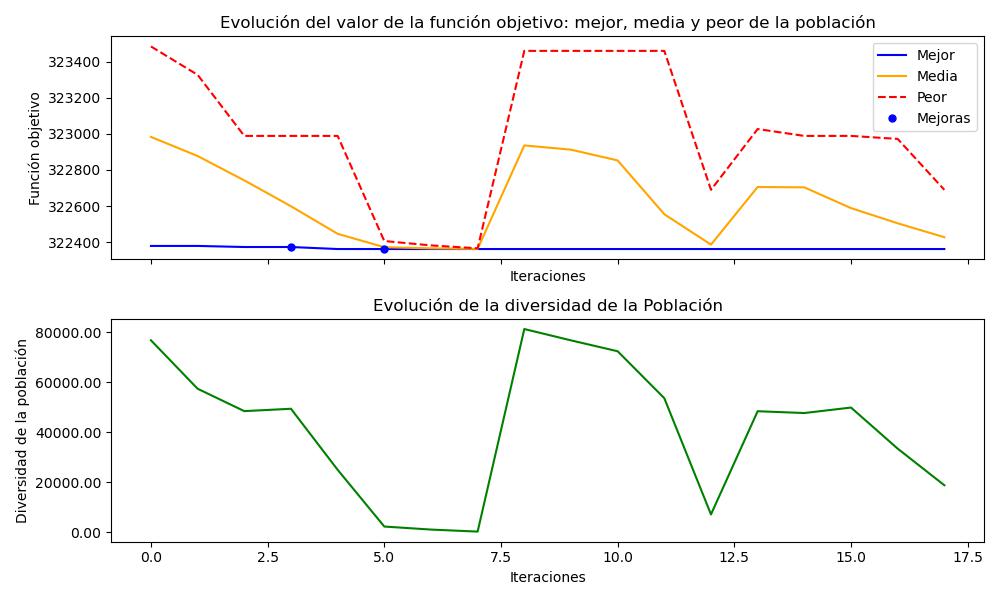 Evolución del valor de la función objetivo: mejor, media y peor de la población
Función objetivo
323400
323200
323000
322800
322600
322400
Mejor
Media
Peor
Mejoras
Iteraciones
Evolución de la diversidad de la Población
Diversidad de la población
80000.00
60000.00
40000.00
20000.00
0.00
0.0 2.5 5.0 7.5 10.0 12.5 15.0 17.5
Iteraciones